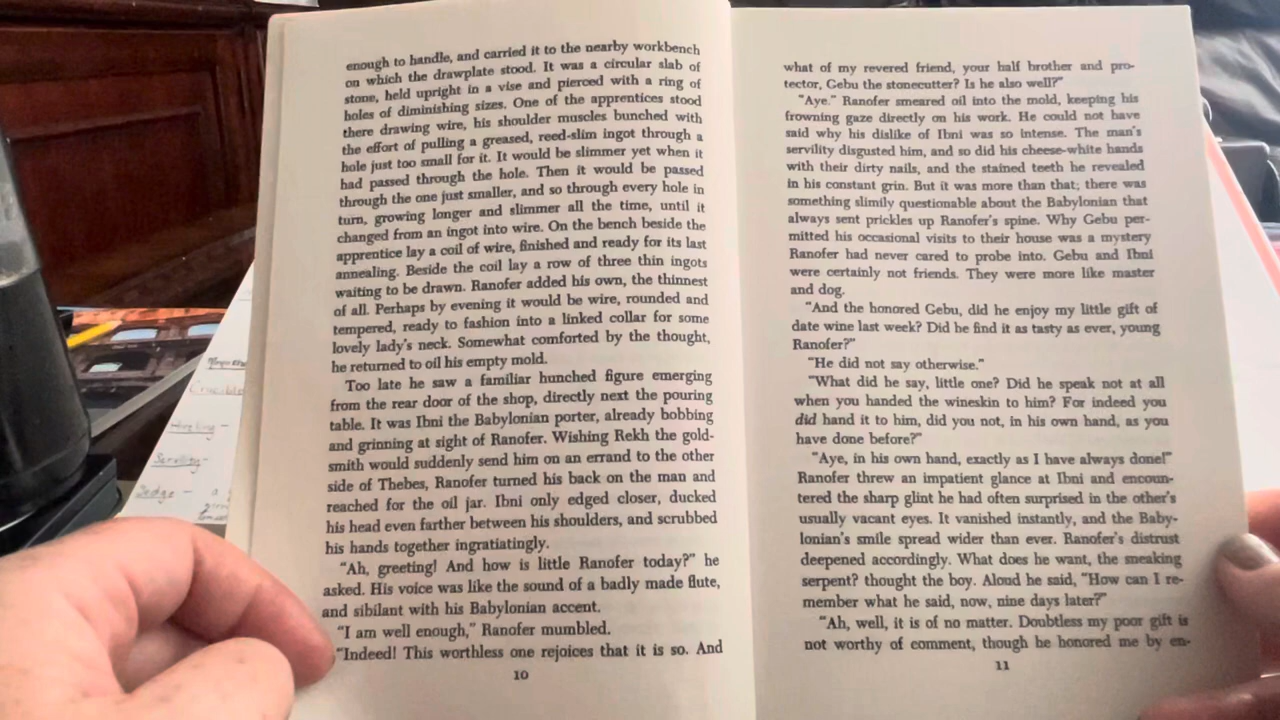 enough to handle, and carried it to the nearby workbench
on which the drawplate stood. It was a circular slab of
stone, held upright in a vise and pierced with a ring of
holes of diminishing sizes. One of the apprentices stood
there drawing wire, his shoulder muscles bunched with
the effort of pulling a greased, reed-slim ingot through a
hole just too small for it. It would be slimmer yet when it
had passed through the hole. Then it would be passed
through the one just smaller, and so through every hole in
turn, growing longer and slimmer all the time, until it
changed from an ingot into wire. On the bench beside the
apprentice lay a coil of wire, finished and ready for its last
annealing. Beside the coil lay a row of three thin ingots
waiting to be drawn. Ranofer added his own, the thinnest
of all. Perhaps by evening it would be wire, rounded and
tempered, ready to fashion into a linked collar for some
lovely lady's neck. Somewhat comforted by the thought,
he returned to oil his empty mold.
Too late he saw a familiar hunched figure emerging
from the rear door of the shop, directly next the pouring
table. It was Ibni the Babylonian porter, already bobbing
and grinning at sight of Ranofer. Wishing Rekh the gold-
smith would suddenly send him on an errand to the other
side of Thebes, Ranofer turned his back on the man and
reached for the oil jar. Ibni only edged closer, ducked
his head even farther between his shoulders, and scrubbed
his hands together ingratiatingly.
"Ah, greeting! And how is little Ranofer today?" he
asked. His voice was like the sound of a badly made flute,
and sibilant with his Babylonian accent.
"I am well enough," Ranofer mumbled.
"Indeed! This worthless one rejoices that it is so. And
10
what of my revered friend, your half brother and pro-
tector, Gebu the stonecutter? Is he also well?"
"Aye." Ranofer smeared oil into the mold, keeping his
frowning gaze directly on his work. He could not have
said why his dislike of Ibni was so intense. The man's
servility disgusted him, and so did his cheese-white hands
with their dirty nails, and the stained teeth he revealed
in his constant grin. But it was more than that; there was
something slimily questionable about the Babylonian that
always sent prickles up Ranofer's spine. Why Gebu per-
mitted his occasional visits to their house was a mystery
Ranofer had never cared to probe into. Gebu and Ibni
were certainly not friends. They were more like master
and dog.
"And the honored Gebu, did he enjoy my little gift of
date wine last week? Did he find it as tasty as ever, young
Ranofer?"
"He did not say otherwise."
"What did he say, little one? Did he speak not at all
when you handed the wineskin to him? For indeed you
did hand it to him, did you not, in his own hand, as you
have done before?"
"Aye, in his own hand, exactly as I have always done!"
Ranofer threw an impatient glance at Ibni and encoun-
tered the sharp glint he had often surprised in the other's
usually vacant eyes. It vanished instantly, and the Baby-
lonian's smile spread wider than ever. Ranofer's distrust
deepened accordingly. What does he want, the sneaking
serpent? thought the boy. Aloud he said, "How can I re-
member what he said, now, nine days later?"
"Ah, well, it is of no matter. Doubtless my poor gift is
not worthy of comment, though he honored me by en-
11
Crucible